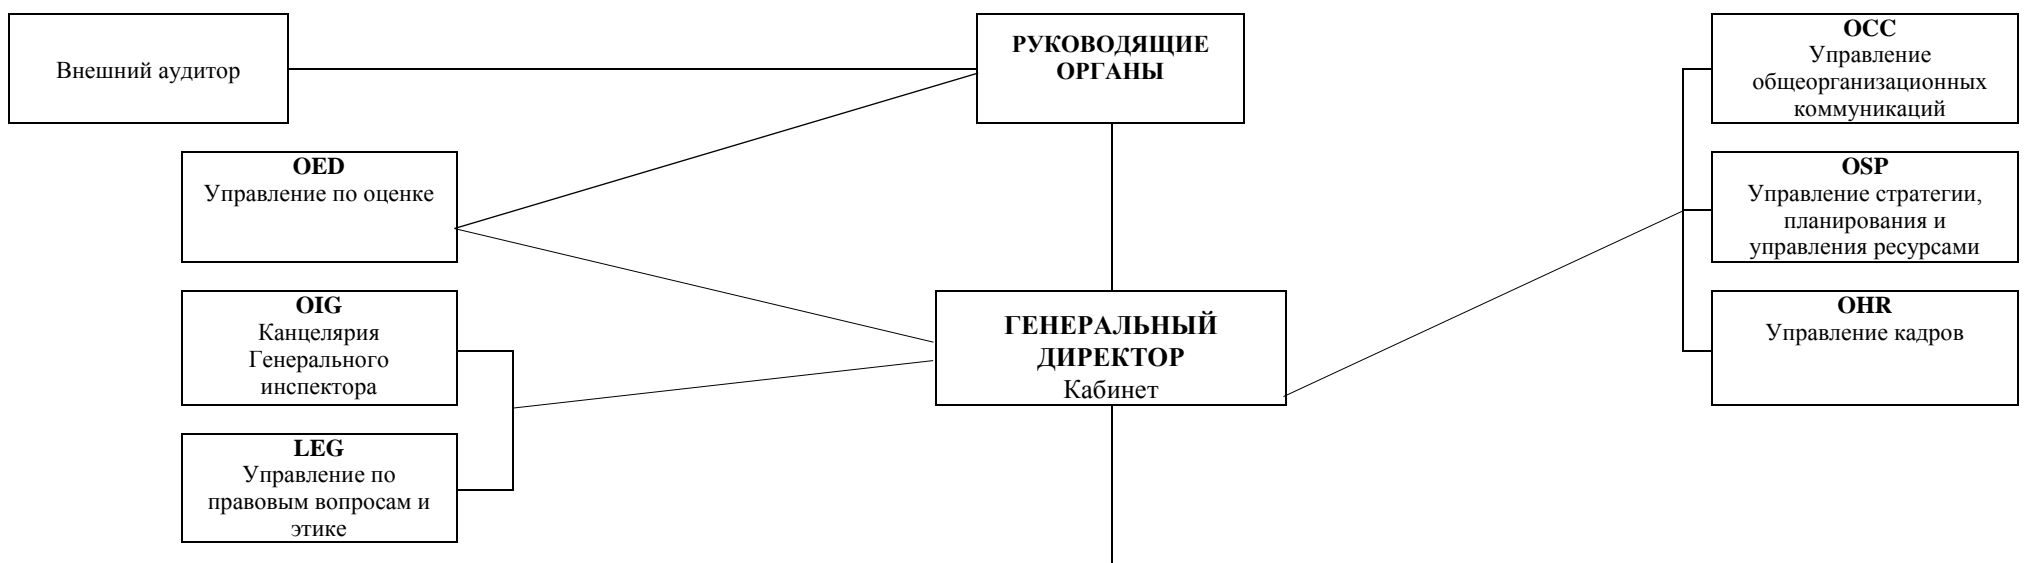 Внешний аудитор
РУКОВОДЯЩИЕ
ОРГАНЫ
OCC
Управление
общеорганизационных
коммуникаций
OED
Управление по оценке
OSP
Управление стратегии,
планирования и
управления ресурсами
OIG
Канцелярия
Генерального
инспектора
ГЕНЕРАЛЬНЫЙ
ДИРЕКТОР
Кабинет
OHR
Управление кадров
LEG
Управление по
правовым вопросам и
этике